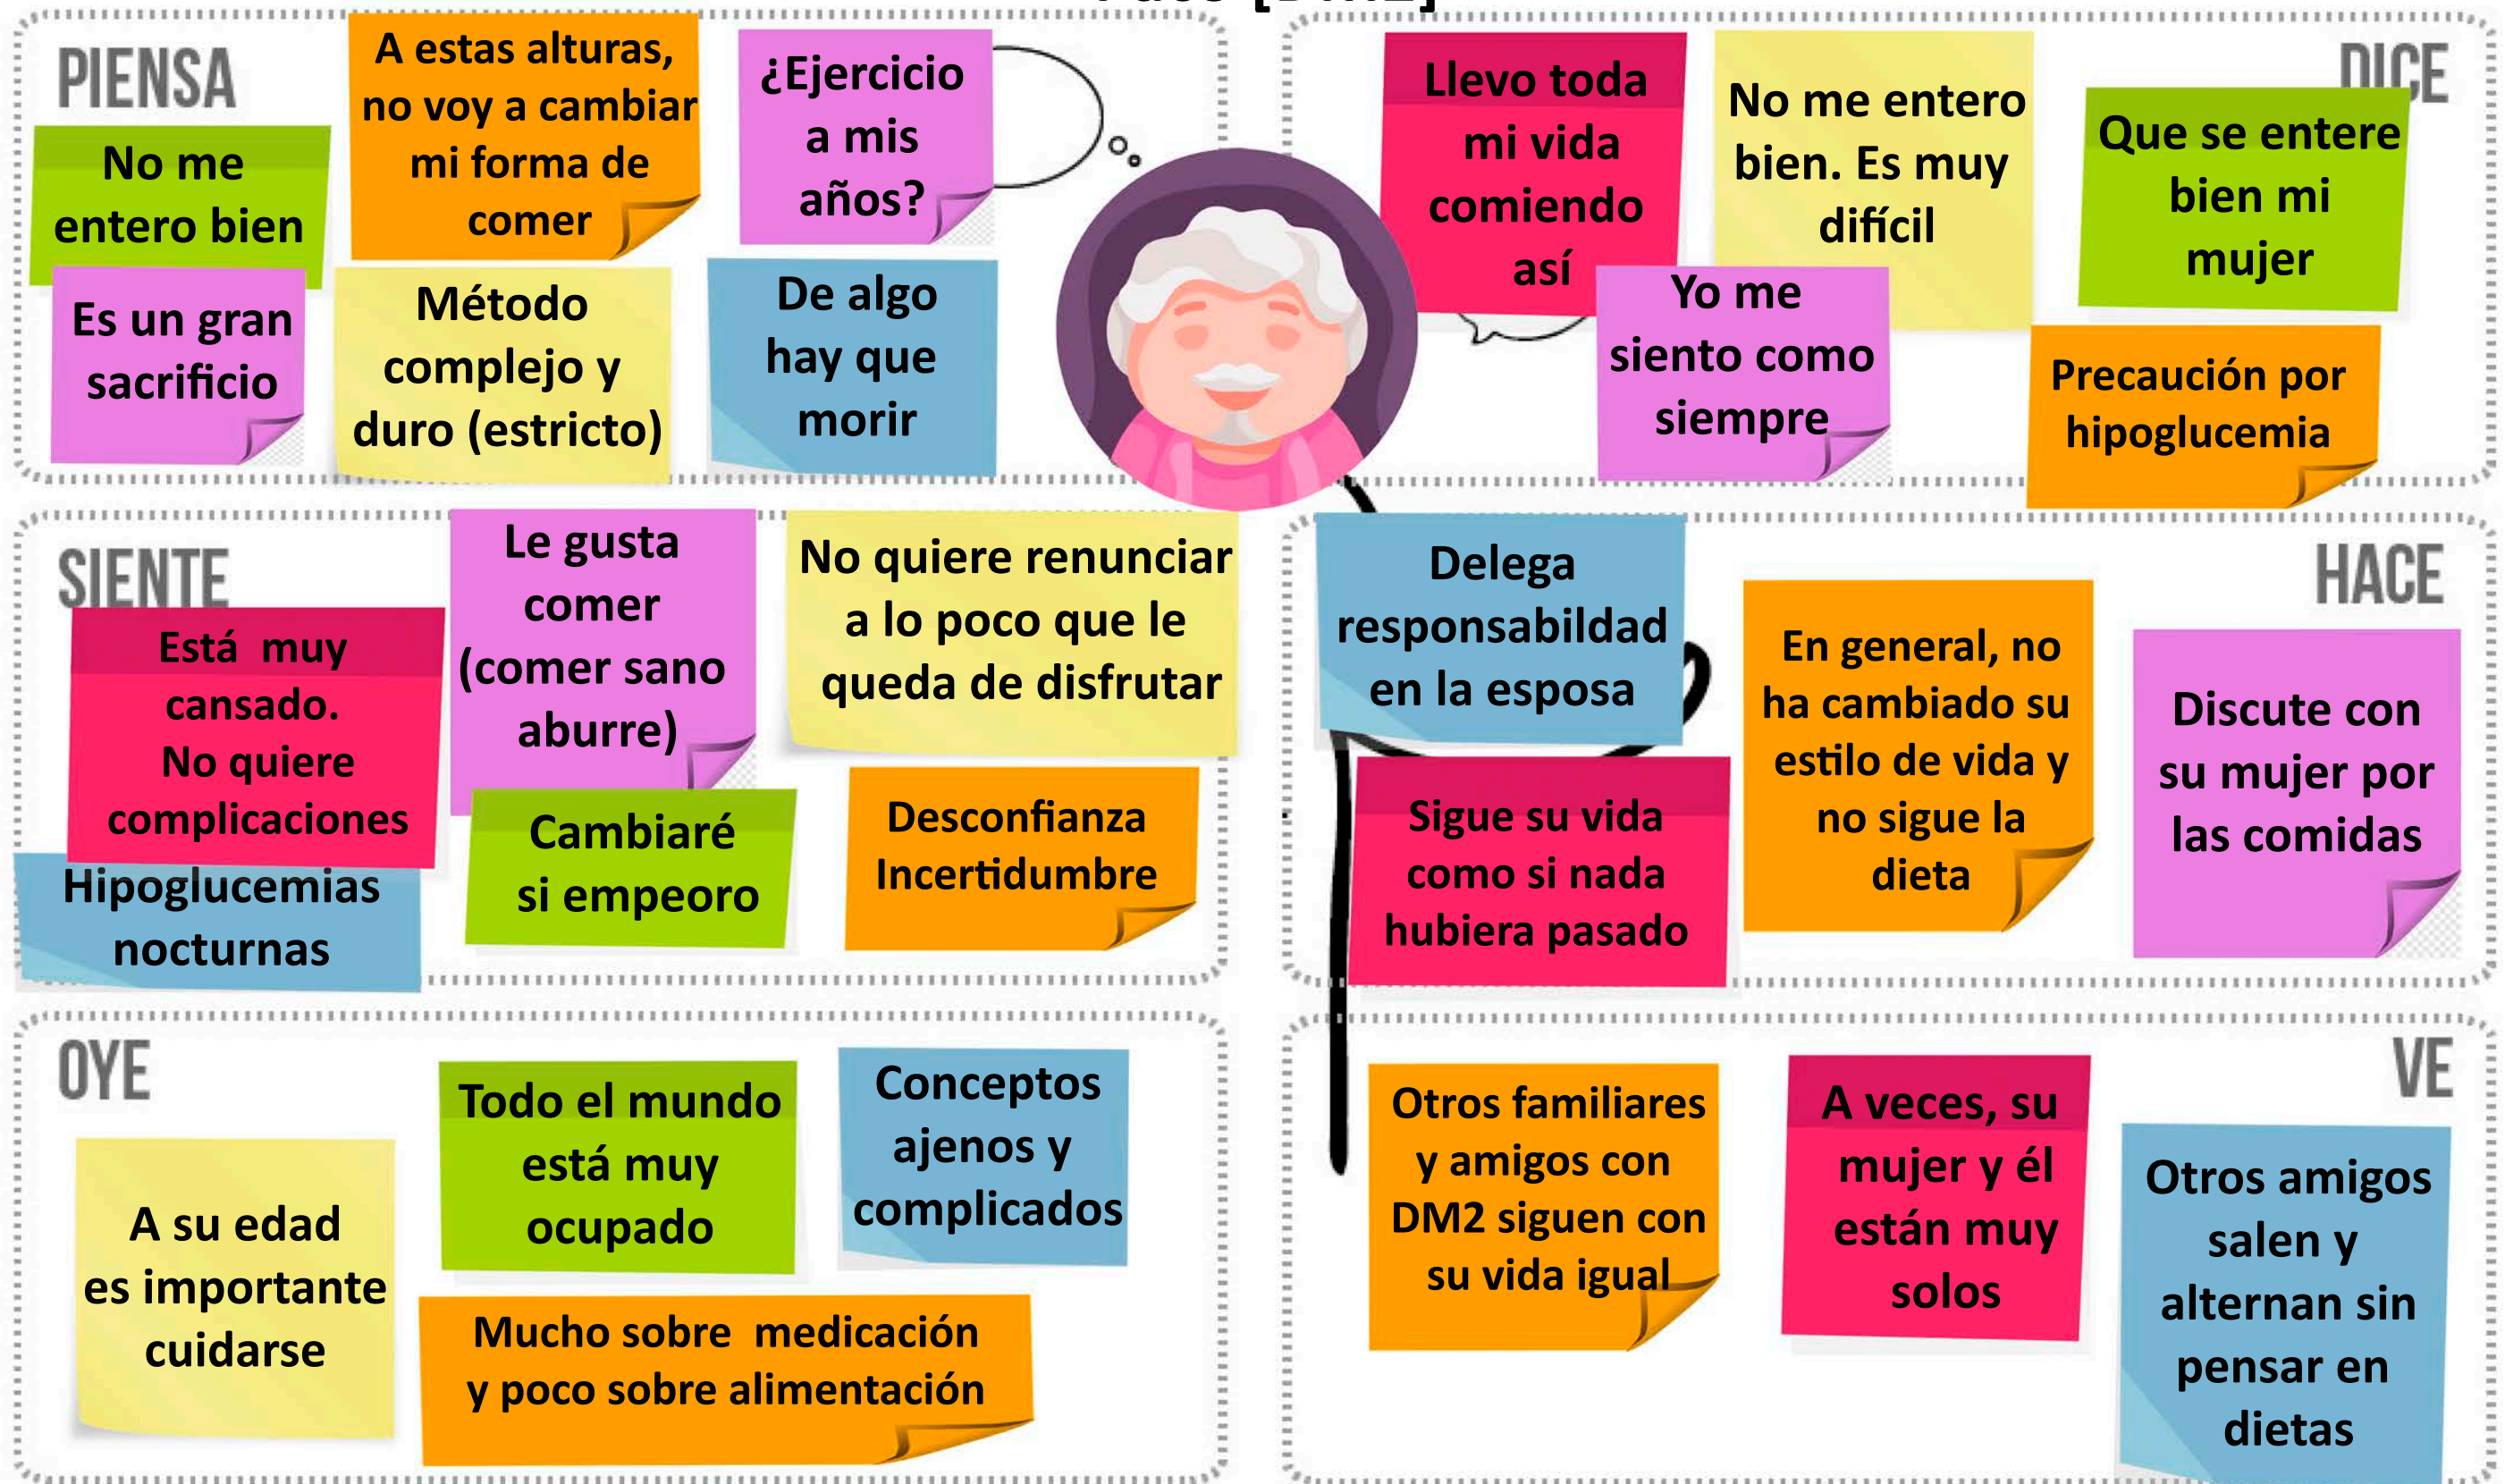 PIENSA
No me
entero bien
A estas alturas,
no voy a cambiar
mi forma de
comer
¿Ejercicio
a mis
años?
Es un gran
sacrificio
Método
complejo y
duro (estricto)
De algo
hay que
morir
DICE
Llevo toda
mi vida
comiendo
así
No me entero
bien. Es muy
difícil
Que se entere
bien mi
mujer
Yo me
siento como
siempre
Precaución por
hipoglucemia
SIENTE
Está muy
cansado.
No quiere
complicaciones
Le gusta
comer
(comer sano
aburre)
No quiere renunciar
a lo poco que le
queda de disfrutar
Hipoglucemias
nocturnas
Cambiaré
si empeoro
Desconfianza
Incertidumbre
HACE
Delega
responsabildad
en la esposa
Sigue su vida
como si nada
hubiera pasado
En general, no
ha cambiado su
estilo de vida y
no sigue la
dieta
Discute con
su mujer por
las comidas
OYE
A su edad
es importante
cuidarse
Todo el mundo
está muy
ocupado
Conceptos
ajenos y
complicados
Mucho sobre medicación
y poco sobre alimentación
VE
Otros familiares
y amigos con
DM2 siguen con
su vida igual
A veces, su
mujer y él
están muy
solos
Otros amigos
salen y
alternan sin
pensar en
dietas